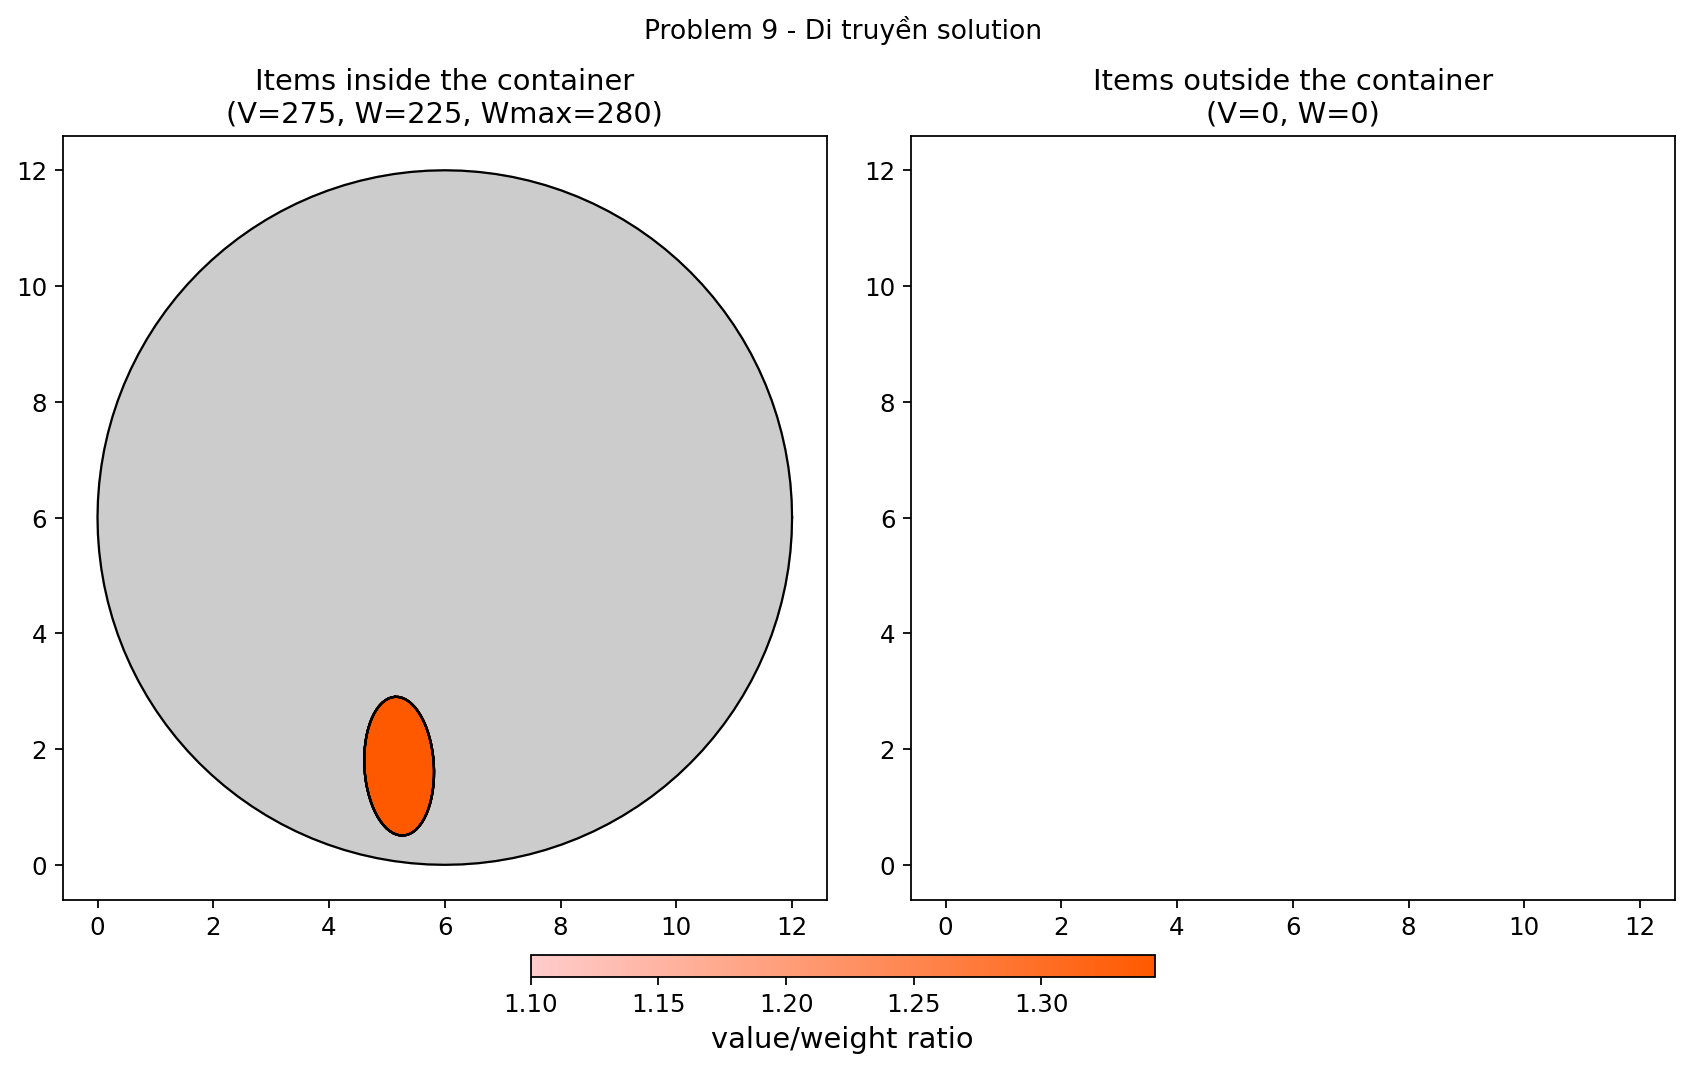 Problem 9 - Di truyền solution
Items inside the container
(V=275, W=225, Wmax=280)
Items outside the container
(V=0, W=0)
12
10
8
6
4
2
0
0 2 4 6 8 10 12
12
10
8
6
4
2
0
0 2 4 6 8 10 12
1.10 1.15 1.20 1.25 1.30
value/weight ratio